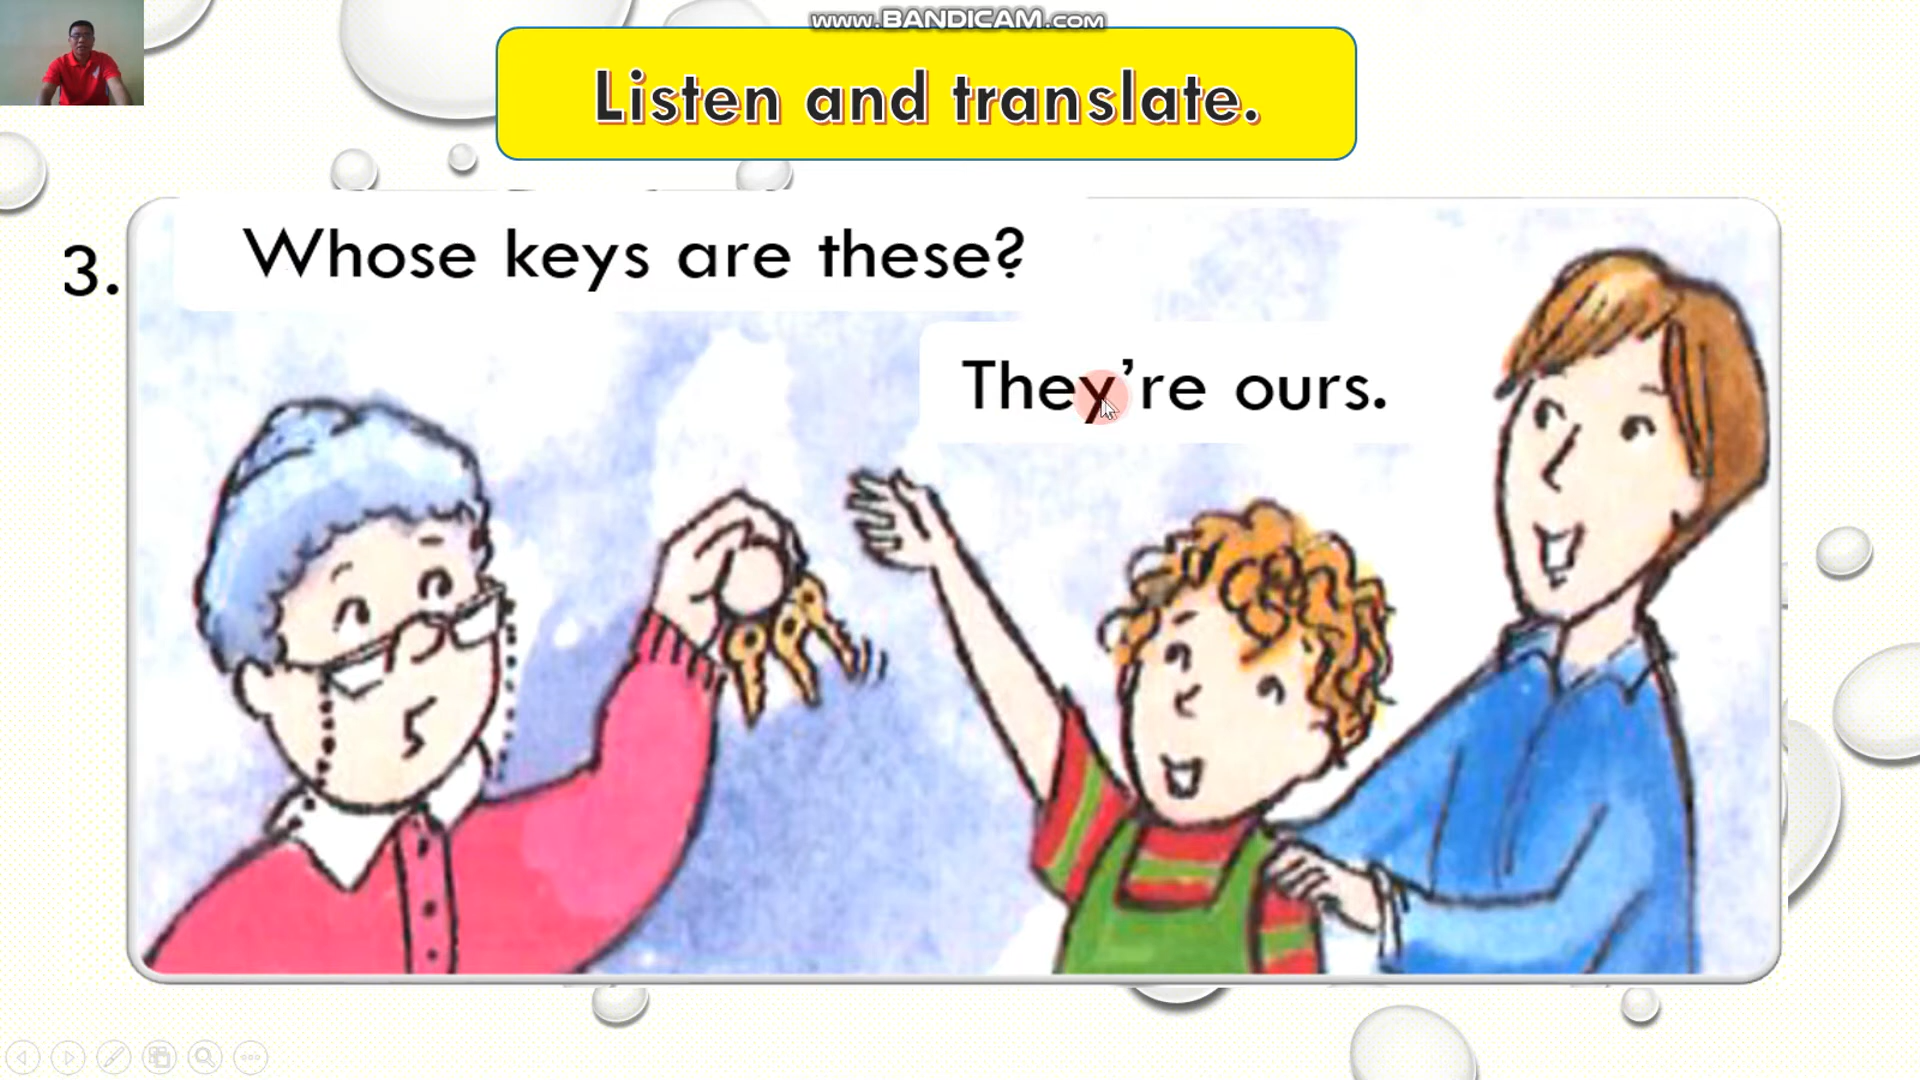 www.BANDICAM.com
Listen and translate.
3.
Whose keys are these?
They're ours.